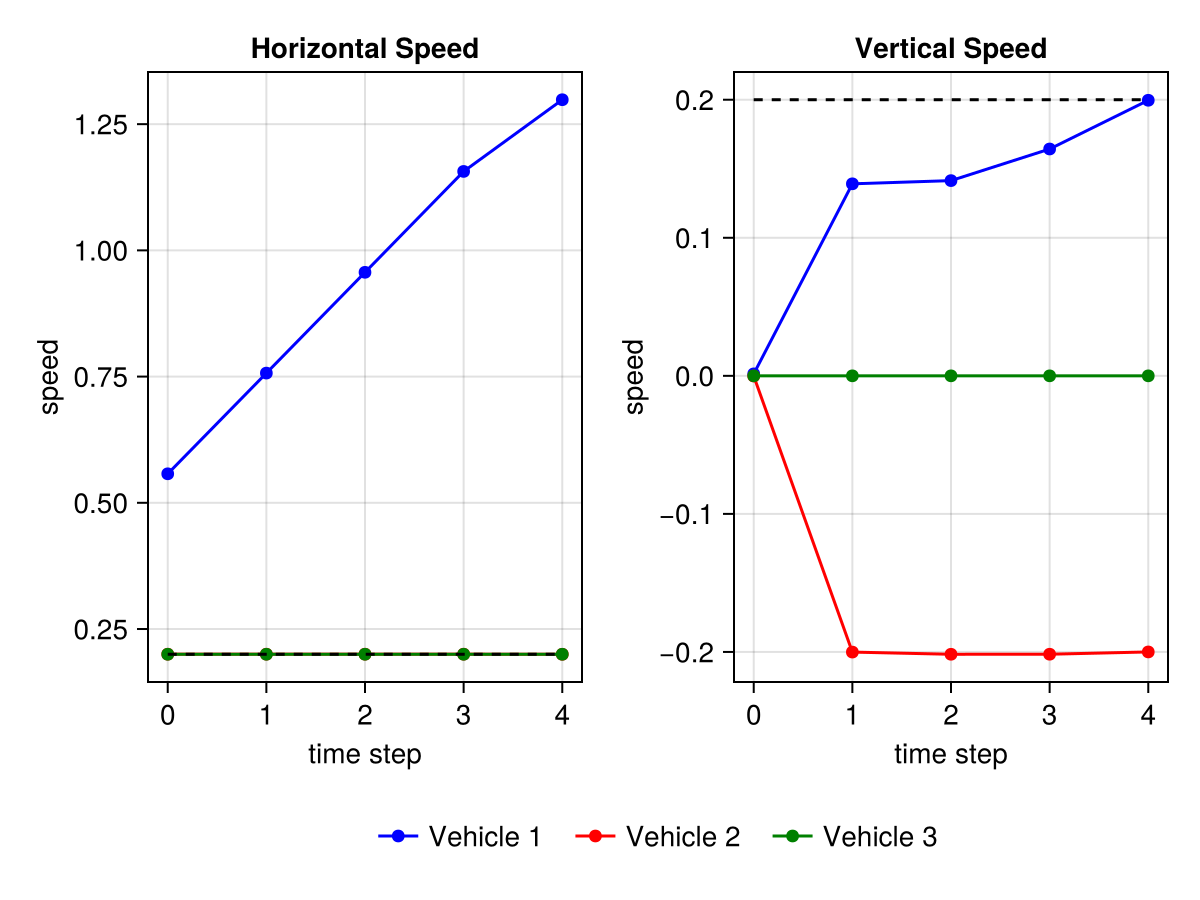 Horizontal Speed
1.25
1.00
0.75
0.50
0.25
speed
0 1 2 3 4
time step
Vertical Speed
0.2
0.1
0.0
−0.1
−0.2
speed
0 1 2 3 4
time step
Vehicle 1 Vehicle 2 Vehicle 3